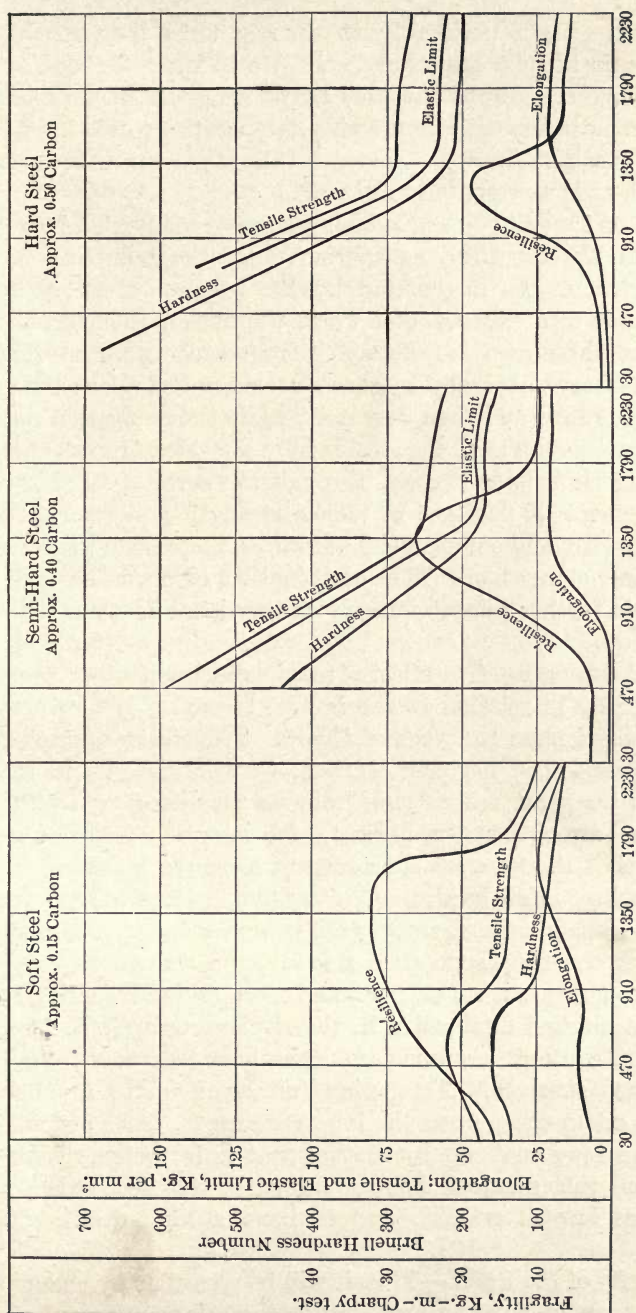 Soft Steel
Approx. 0.15 Carbon
Semi-Hard Steel
Approx. 0.40 Carbon
Hard Steel
Approx. 0.50 Carbon
Fragility, Kg.-m.-Charpy test.
40
30
20
10
Brinell Hardness Number
700
600
500
400
300
200
100
Elongation; Tensile and Elastic Limit, Kg. per mm².
150
125
100
75
50
25
0
Resilience
Tensile Strength
Hardness
Elongation
Tensile Strength
Hardness
Elastic Limit
Resilience
Elongation
Tensile Strength
Hardness
Elastic Limit
Resilience
Elongation
30 470 910 1350 1790 2230
30 470 910 1350 1790 2230
30 470 910 1350 1790 2230